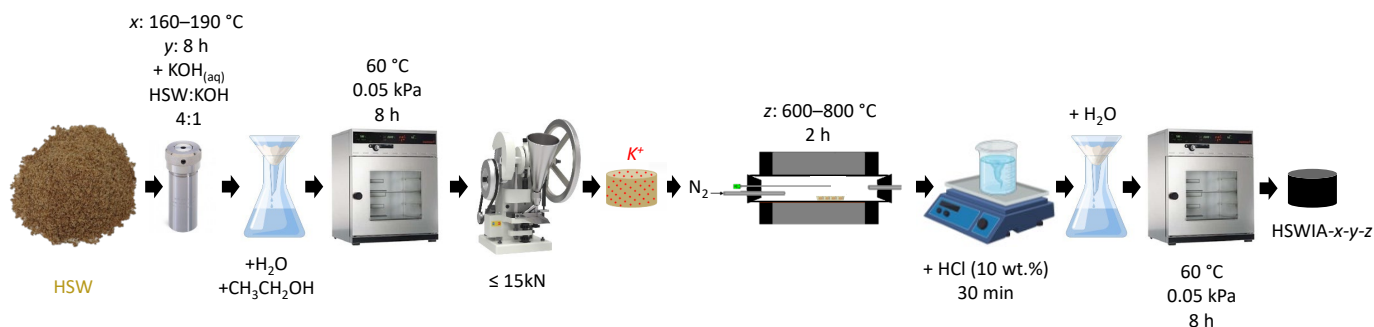 x: 160–190 °C
y: 8 h
+ KOH(aq)
HSW:KOH
4:1
HSW
+H₂O
+CH₃CH₂OH
60 °C
0.05 kPa
8 h
≤ 15kN
K⁺
N₂
z: 600–800 °C
2 h
+ HCl (10 wt.%)
30 min
+ H₂O
60 °C
0.05 kPa
8 h
HSWIA-x-y-z